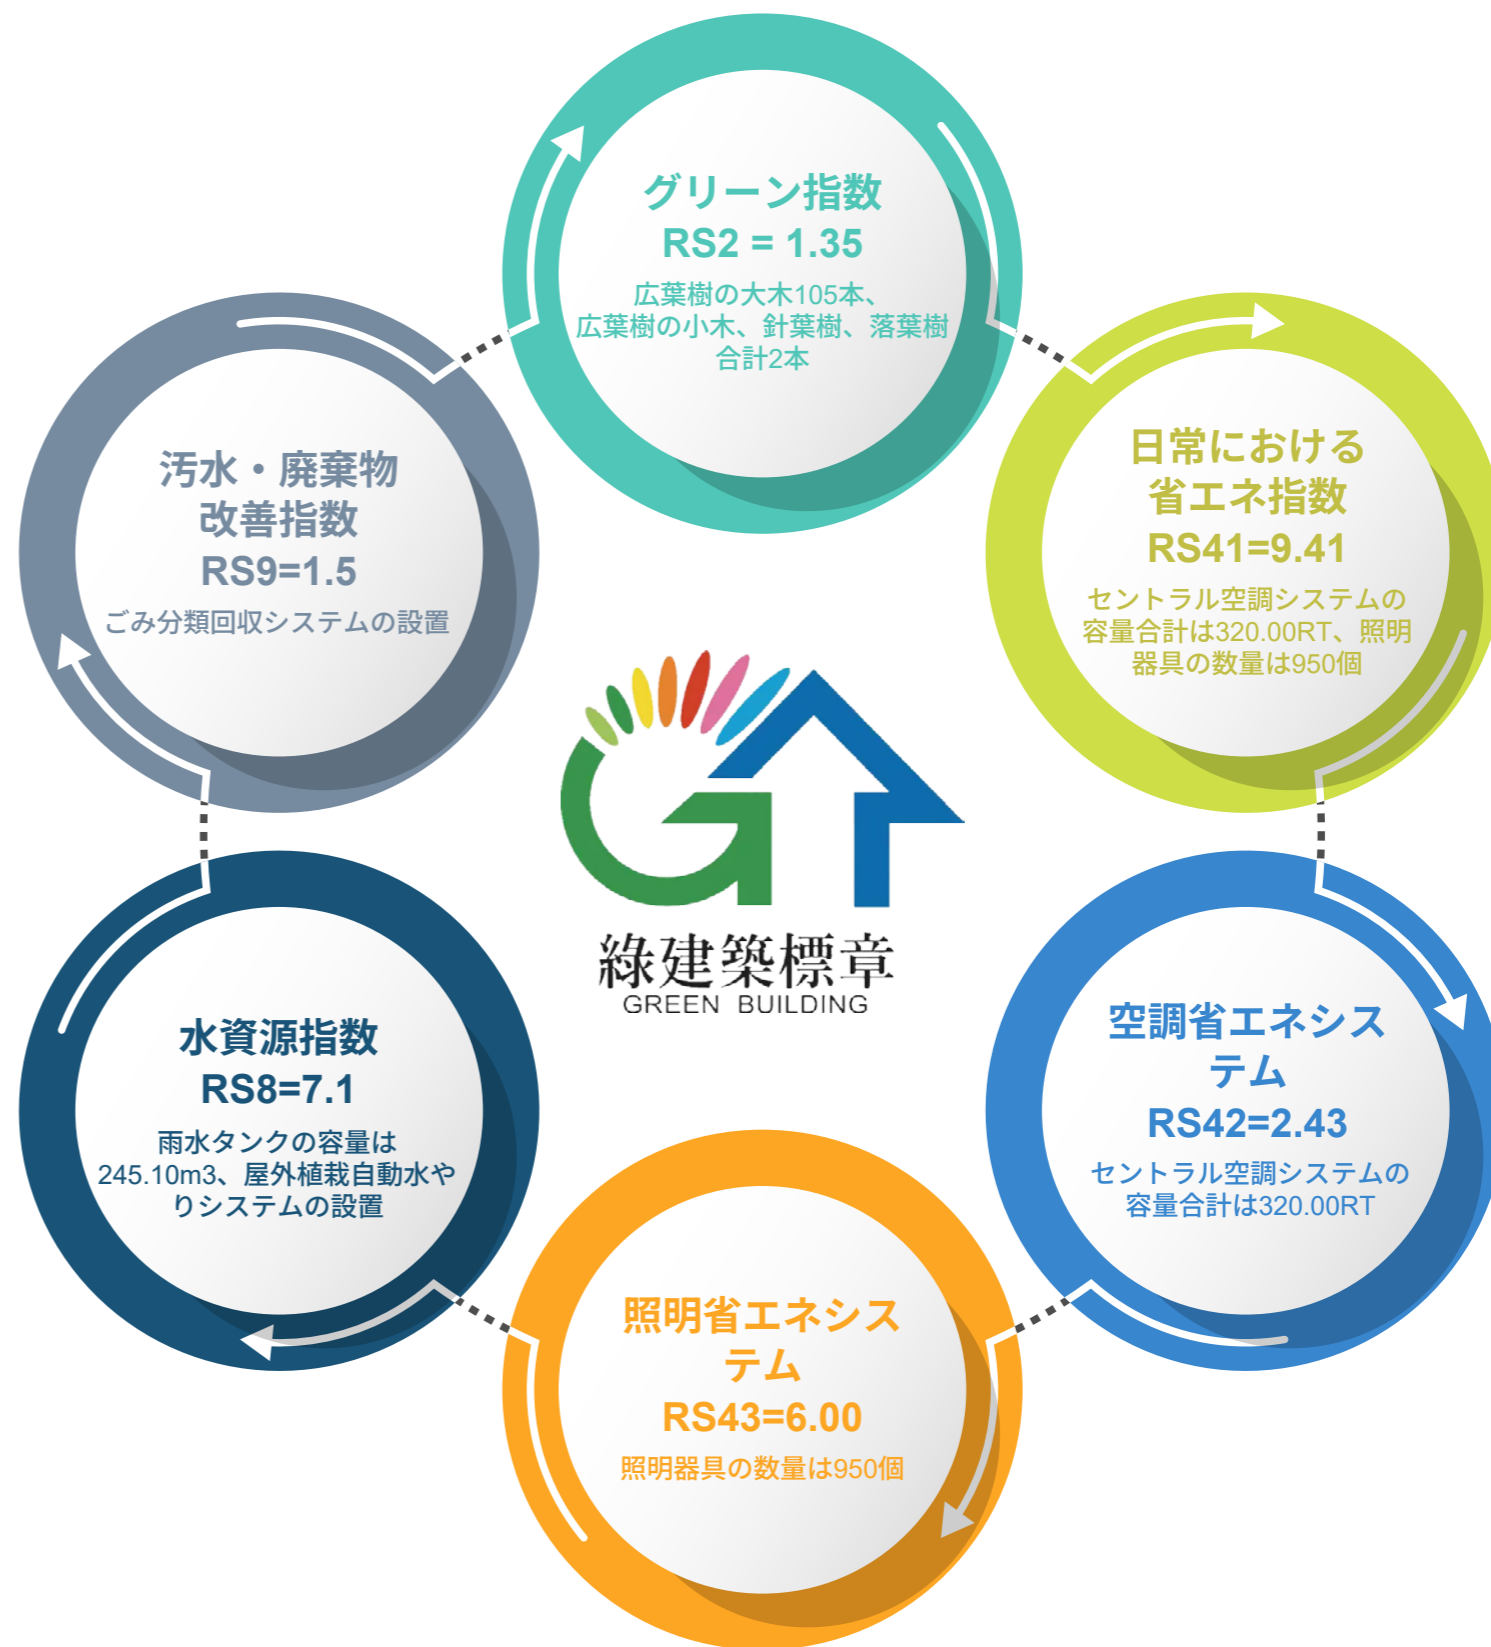 グリーン指数
RS2 = 1.35
広葉樹の大木105本、
広葉樹の小木、針葉樹、落葉樹
合計2本
日常における
省エネ指数
RS41=9.41
セントラル空調システムの
容量合計は320.00RT、照明
器具の数量は950個
空調省エネシス
テム
RS42=2.43
セントラル空調システムの
容量合計は320.00RT
照明省エネシス
テム
RS43=6.00
照明器具の数量は950個
水資源指数
RS8=7.1
雨水タンクの容量は
245.10m3、屋外植栽自動水や
りシステムの設置
汚水・廃棄物
改善指数
RS9=1.5
ごみ分類回収システムの設置
綠建築標章
GREEN BUILDING